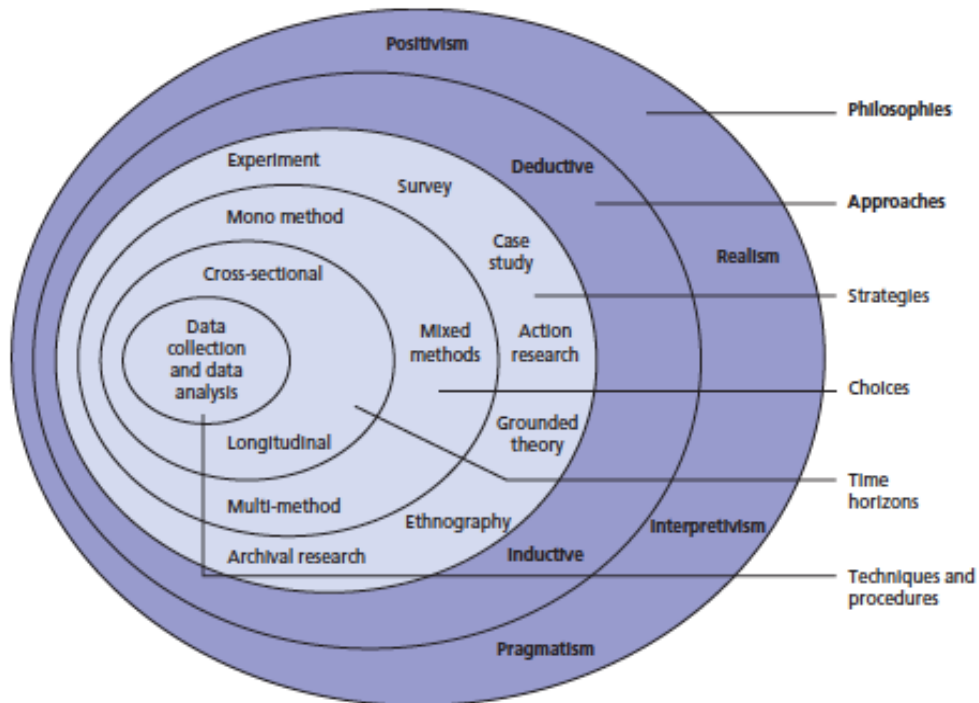 Positivism
Philosophies
Experiment
Deductive
Survey
Approaches
Mono method
Case
study
Realism
Cross-sectional
Strategies
Data
collection
and data
analysis
Mixed
methods
Action
research
Choices
Grounded
theory
Longitudinal
Time
horizons
Multi-method
Ethnography
Interpretivism
Archival research
Inductive
Techniques and
procedures
Pragmatism